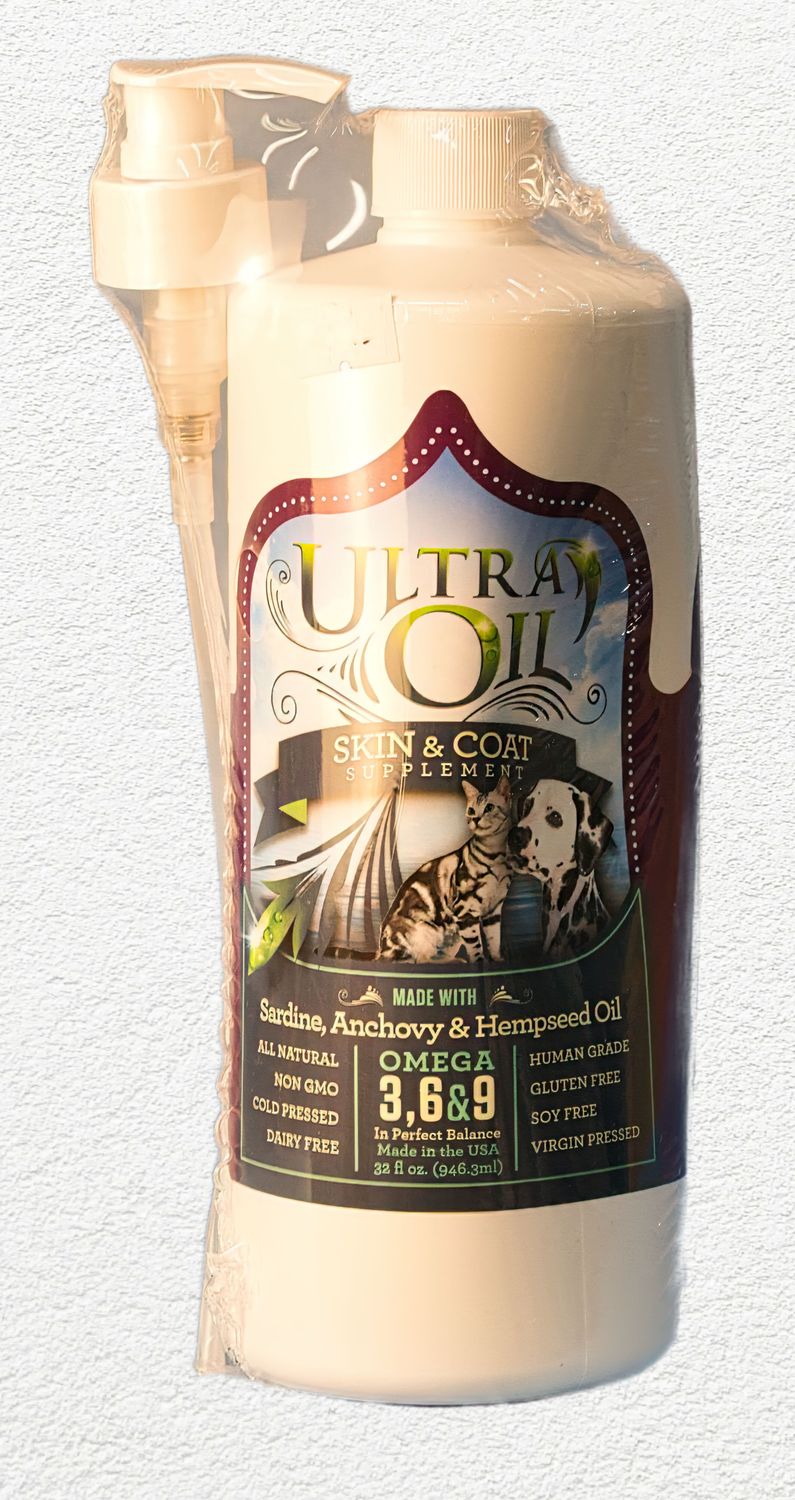 ULTRA
OIL
SKIN & COAT
SUPPLEMENT
MADE WITH
Sardine, Anchovy & Hempseed Oil
ALL NATURAL
NON GMO
COLD PRESSED
DAIRY FREE
OMEGA
3,6&9
In Perfect Balance
Made in the USA
32 fl oz. (946.3ml)
HUMAN GRADE
GLUTEN FREE
SOY FREE
VIRGIN PRESSED